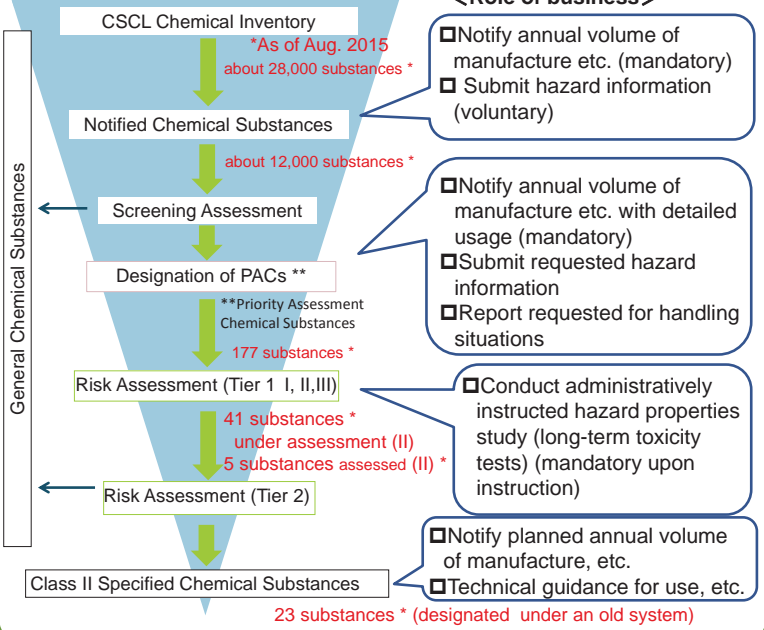 <Role of business>
CSCL Chemical Inventory
*As of Aug. 2015
about 28,000 substances *
Notified Chemical Substances
about 12,000 substances *
Screening Assessment
Designation of PACs **
**Priority Assessment
Chemical Substances
177 substances *
Risk Assessment (Tier 1 I, II,III)
41 substances *
under assessment (II)
5 substances assessed (II) *
Risk Assessment (Tier 2)
Class II Specified Chemical Substances
23 substances * (designated under an old system)
General Chemical Substances
Notify annual volume of
manufacture etc. (mandatory)
Submit hazard information
(voluntary)
Notify annual volume of
manufacture etc. with detailed
usage (mandatory)
Submit requested hazard
information
Report requested for handling
situations
Conduct administratively
instructed hazard properties
study (long-term toxicity
tests) (mandatory upon
instruction)
Notify planned annual volume
of manufacture, etc.
Technical guidance for use, etc.